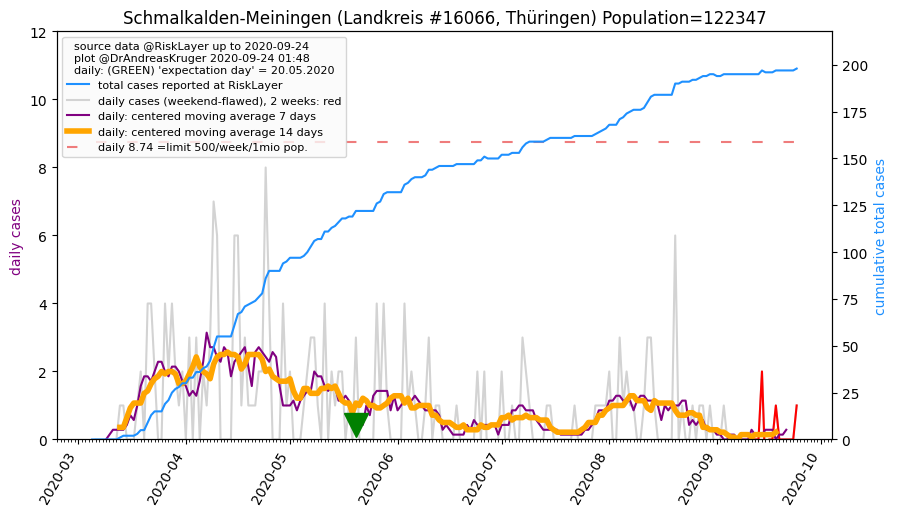 Schmalkalden-Meiningen (Landkreis #16066, Thüringen) Population=122347
source data @RiskLayer up to 2020-09-24
plot @DrAndreasKruger 2020-09-24 01:48
daily: (GREEN) 'expectation day' = 20.05.2020
total cases reported at RiskLayer
daily cases (weekend-flawed), 2 weeks: red
daily: centered moving average 7 days
daily: centered moving average 14 days
daily 8.74 =limit 500/week/1mio pop.
daily cases
12
10
8
6
4
2
0
cumulative total cases
200
175
150
125
100
75
50
25
0
2020-03
2020-04
2020-05
2020-06
2020-07
2020-08
2020-09
2020-10